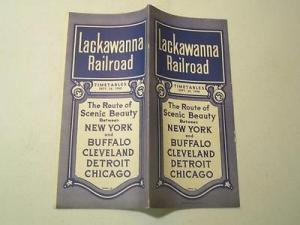 Lackawanna
Railroad
TIMETABLES
The Route of
Scenic Beauty
Between
NEW YORK
and
BUFFALO
CLEVELAND
DETROIT
CHICAGO
Lackawanna
Railroad
TIMETABLES
The Route of
Scenic Beauty
Between
NEW YORK
and
BUFFALO
CLEVELAND
DETROIT
CHICAGO